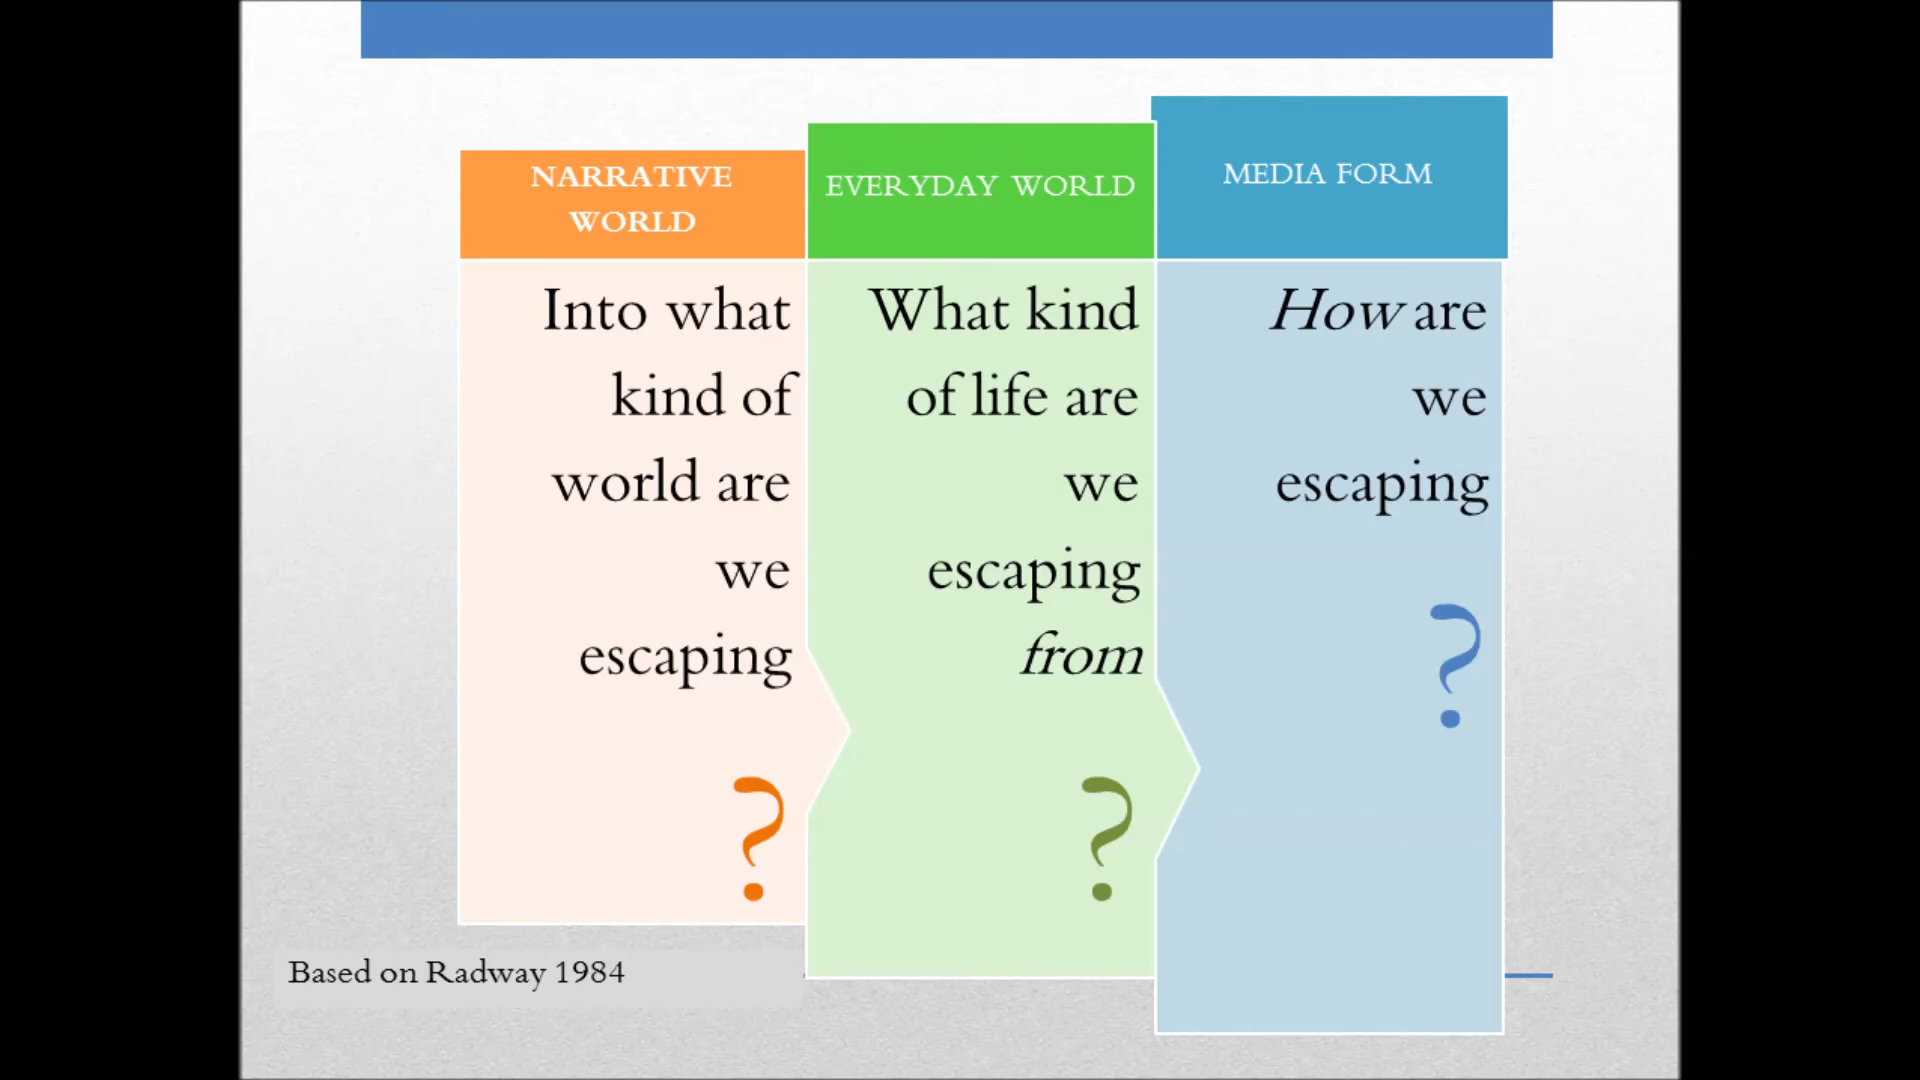 NARRATIVE
WORLD
Into what
kind of
world are
we
escaping
?
EVERYDAY WORLD
What kind
of life are
we
escaping
from
?
MEDIA FORM
How are
we
escaping
?
Based on Radway 1984